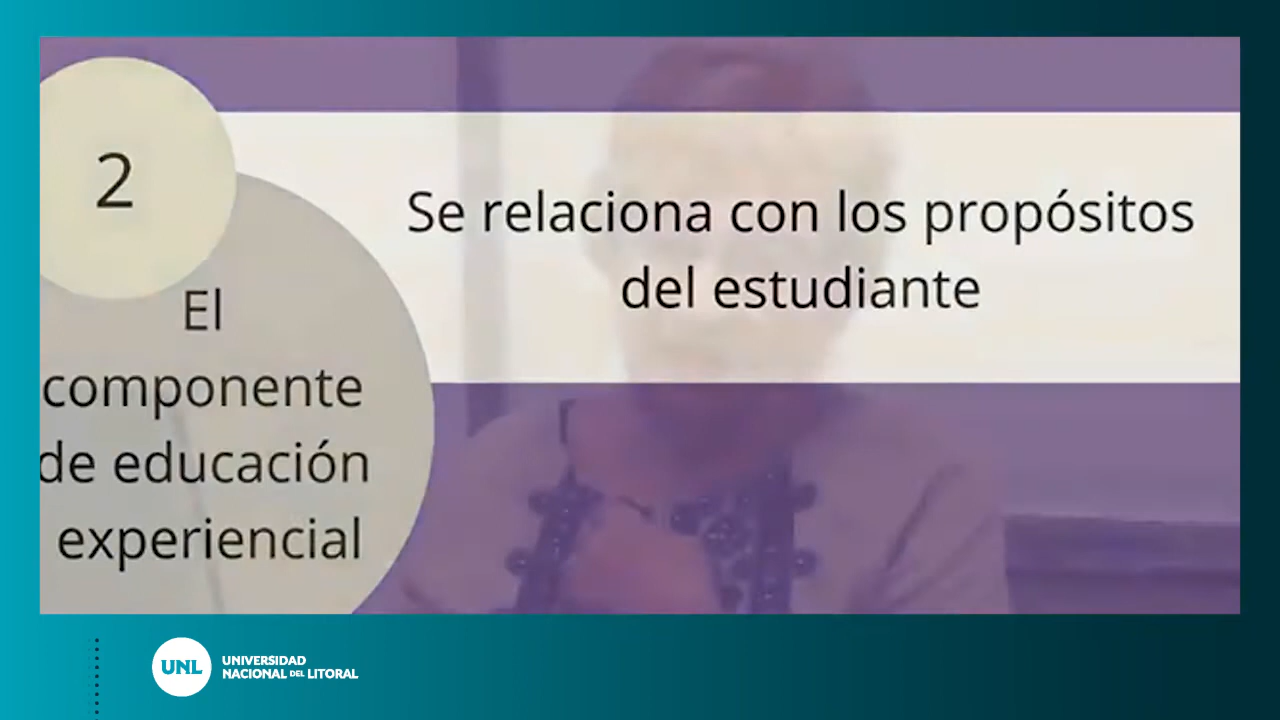 2
El
componente
de educación
experiencial
Se relaciona con los propósitos
del estudiante
UNL
UNIVERSIDAD
NACIONAL DEL LITORAL